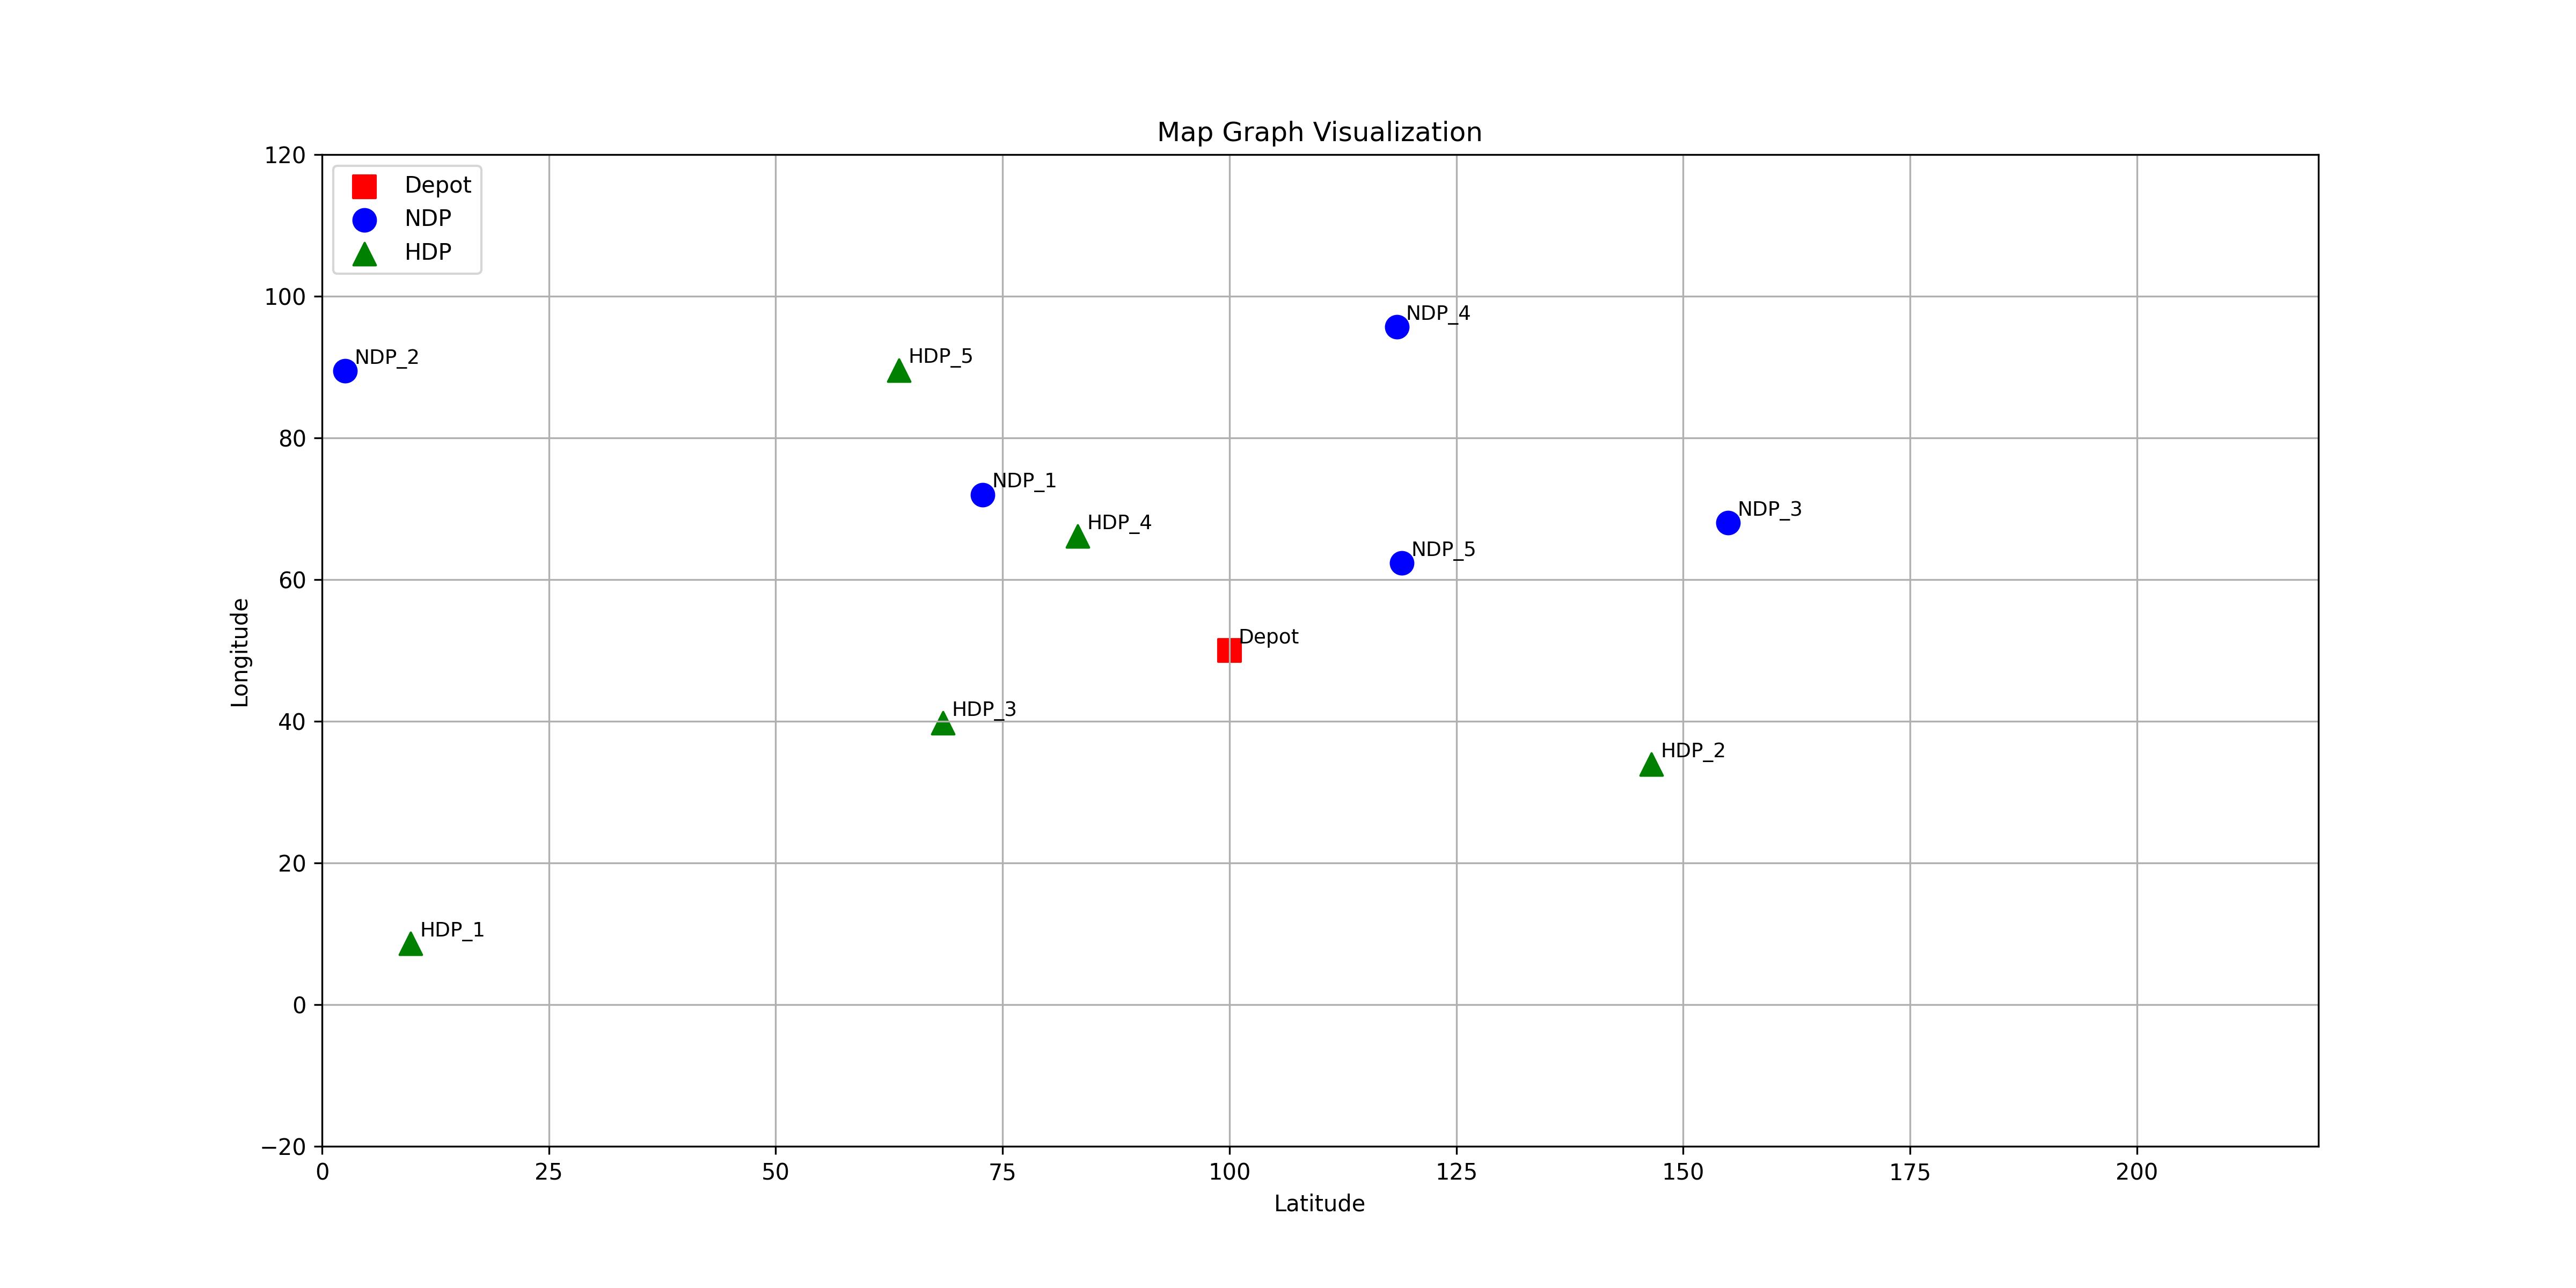 Map Graph Visualization
120
100
80
60
40
20
0
−20
Longitude
Depot
NDP
HDP
NDP_4
NDP_2
HDP_5
NDP_1
HDP_4
NDP_3
NDP_5
Depot
HDP_3
HDP_2
HDP_1
0 25 50 75 100 125 150 175 200
Latitude